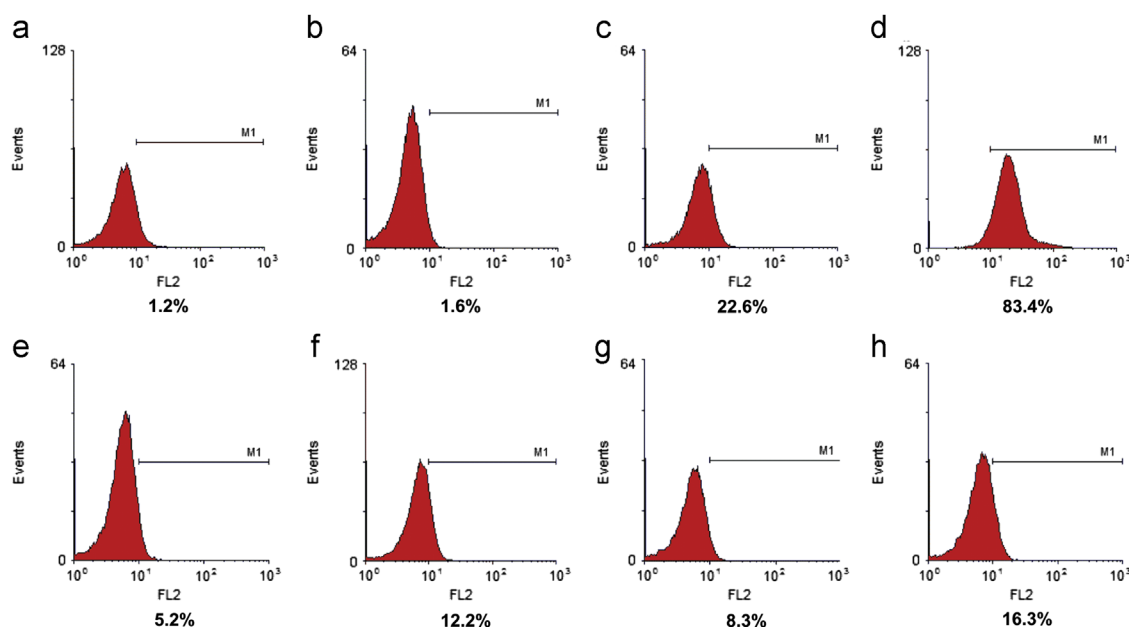 a
128
Events
M1
0
10⁰ 10¹ 10² 10³
FL2
1.2%
b
64
Events
M1
0
10⁰ 10¹ 10² 10³
FL2
1.6%
c
64
Events
M1
0
10⁰ 10¹ 10² 10³
FL2
22.6%
d
128
Events
M1
0
10⁰ 10¹ 10² 10³
FL2
83.4%
e
64
Events
M1
0
10⁰ 10¹ 10² 10³
FL2
5.2%
f
128
Events
M1
0
10⁰ 10¹ 10² 10³
FL2
12.2%
g
64
Events
M1
0
10⁰ 10¹ 10² 10³
FL2
8.3%
h
64
Events
M1
0
10⁰ 10¹ 10² 10³
FL2
16.3%